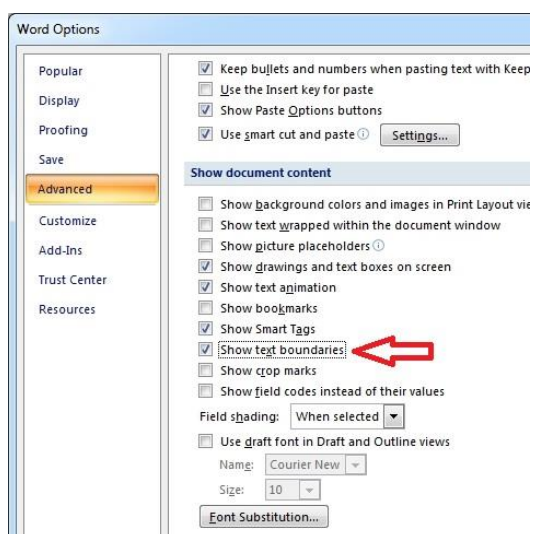 Word Options
Popular
Display
Proofing
Save
Advanced
Customize
Add-Ins
Trust Center
Resources
Keep bullets and numbers when pasting text with Keep
Use the Insert key for paste
Show Paste Options buttons
Use smart cut and paste
Settings...
Show document content
Show background colors and images in Print Layout vie
Show text wrapped within the document window
Show picture placeholders
Show drawings and text boxes on screen
Show text animation
Show bookmarks
Show Smart Tags
Show text boundaries
Show crop marks
Show field codes instead of their values
Field shading: When selected
Use draft font in Draft and Outline views
Name: Courier New
Size: 10
Font Substitution...